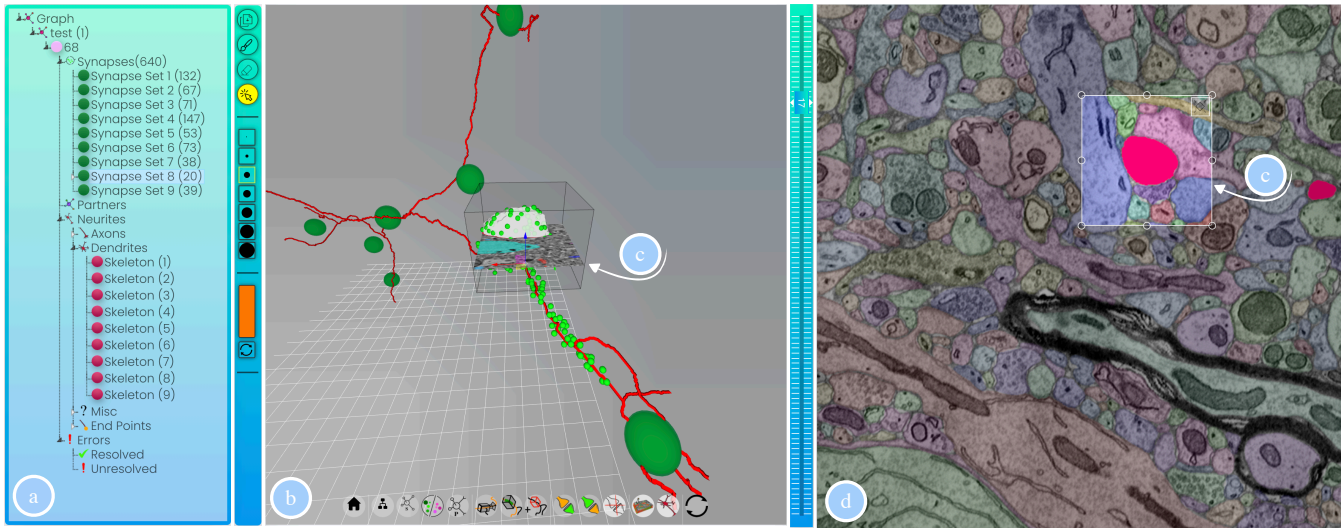 Graph
test (1)
68
Synapses(640)
Synapse Set 1 (132)
Synapse Set 2 (67)
Synapse Set 3 (71)
Synapse Set 4 (147)
Synapse Set 5 (53)
Synapse Set 6 (73)
Synapse Set 7 (38)
Synapse Set 8 (20)
Synapse Set 9 (39)
Partners
Neurites
Axons
Dendrites
Skeleton (1)
Skeleton (2)
Skeleton (3)
Skeleton (4)
Skeleton (5)
Skeleton (6)
Skeleton (7)
Skeleton (8)
Skeleton (9)
? Misc
End Points
! Errors
Resolved
! Unresolved
a
b
c
P
7+
c
d